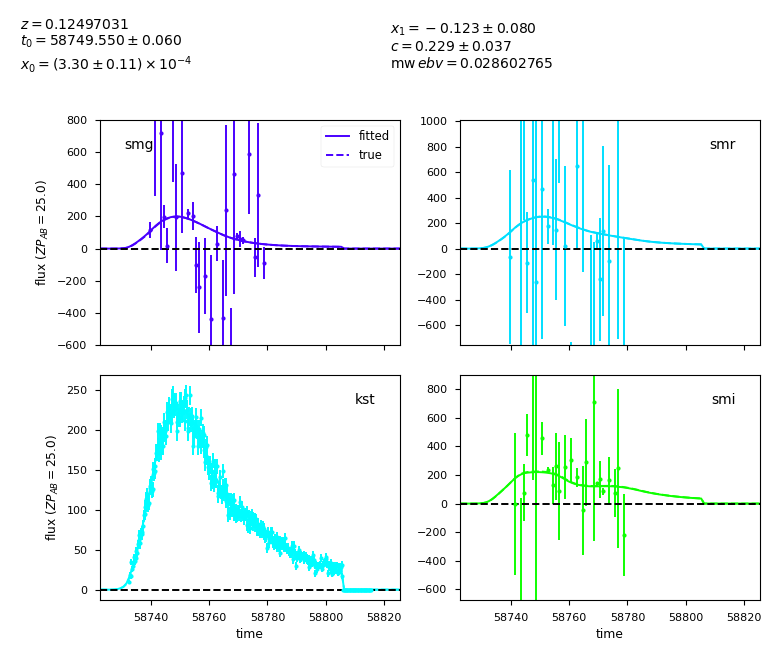 z = 0.12497031
t₀ = 58749.550 ± 0.060
x₀ = (3.30 ± 0.11) × 10⁻⁴
x₁ = −0.123 ± 0.080
c = 0.229 ± 0.037
mw ebv = 0.028602765
smg
fitted
true
800
600
400
200
0
−200
−400
−600
flux (ZP_AB = 25.0)
smr
1000
800
600
400
200
0
−200
−400
−600
kst
250
200
150
100
50
0
flux (ZP_AB = 25.0)
58740 58760 58780 58800 58820
time
smi
800
600
400
200
0
−200
−400
−600
58740 58760 58780 58800 58820
time